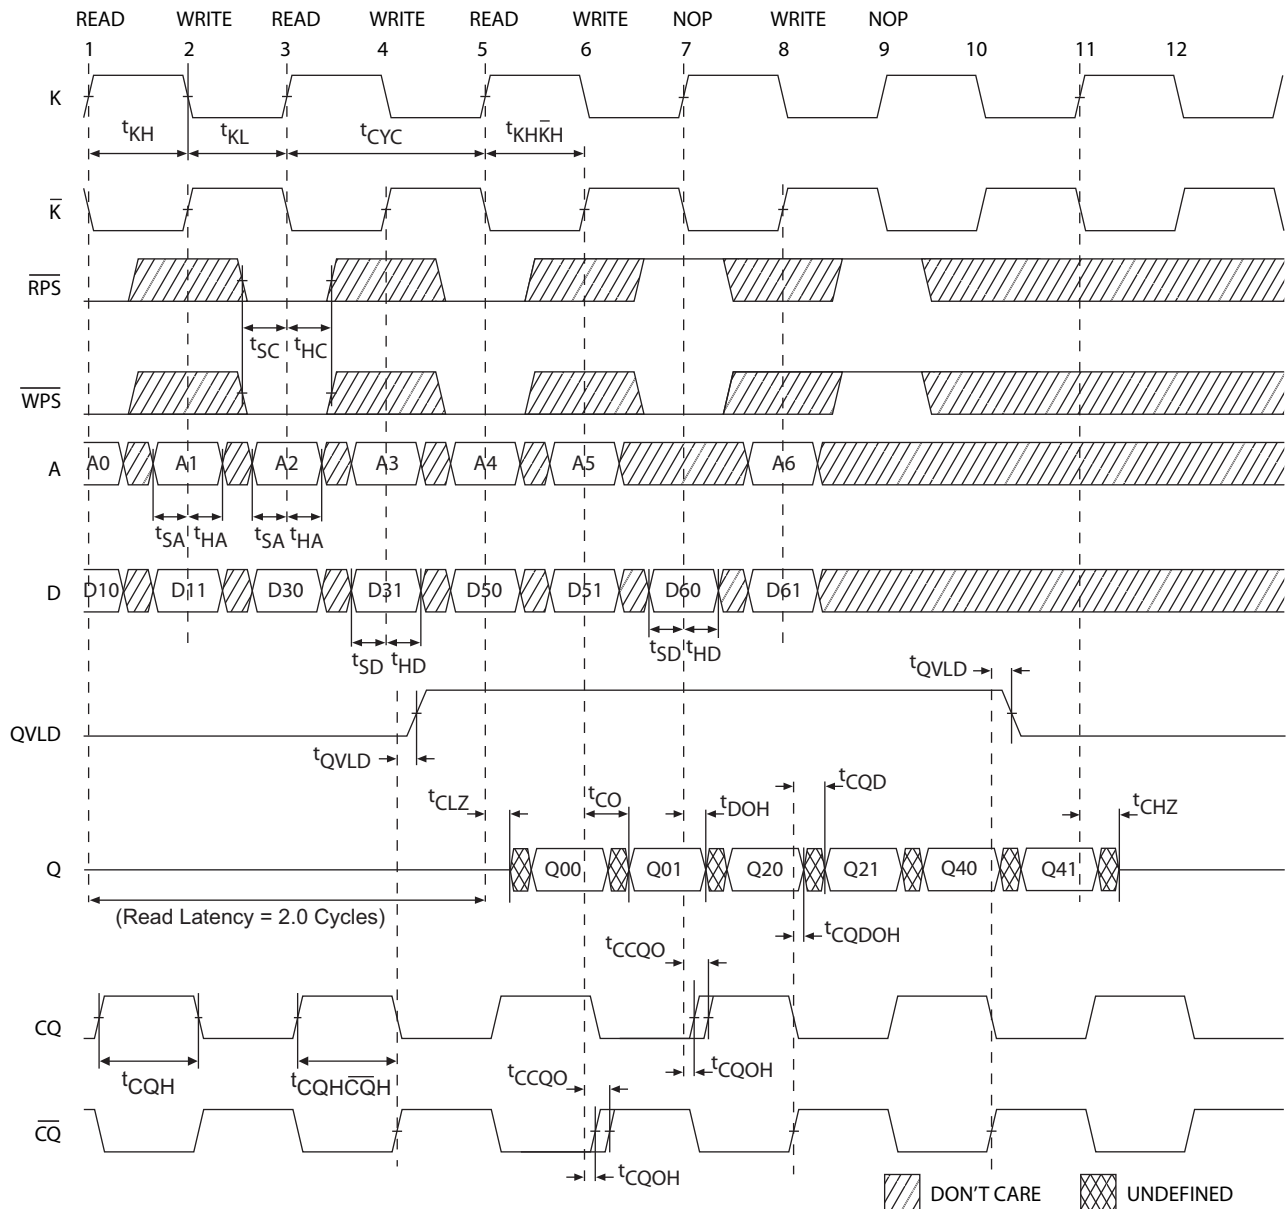 READ WRITE READ WRITE READ WRITE NOP WRITE NOP
1 2 3 4 5 6 7 8 9 10 11 12
K
tKH tKL tCYC tKHK̅H
K̅
R̅P̅S̅
tSC tHC
W̅P̅S̅
A A0 A1 A2 A3 A4 A5 A6
tSA tHA tSA tHA
D D10 D11 D30 D31 D50 D51 D60 D61
tSD tHD tSD tHD
tQVLD
QVLD
tQVLD
tCLZ tCO tDOH tCQD tCHZ
Q Q00 Q01 Q20 Q21 Q40 Q41
(Read Latency = 2.0 Cycles)
tCQDOH
tCCQO
CQ
tCQOH
tCQH tCQHC̅Q̅H tCCQO
C̅Q̅
tCQOH
DON'T CARE UNDEFINED